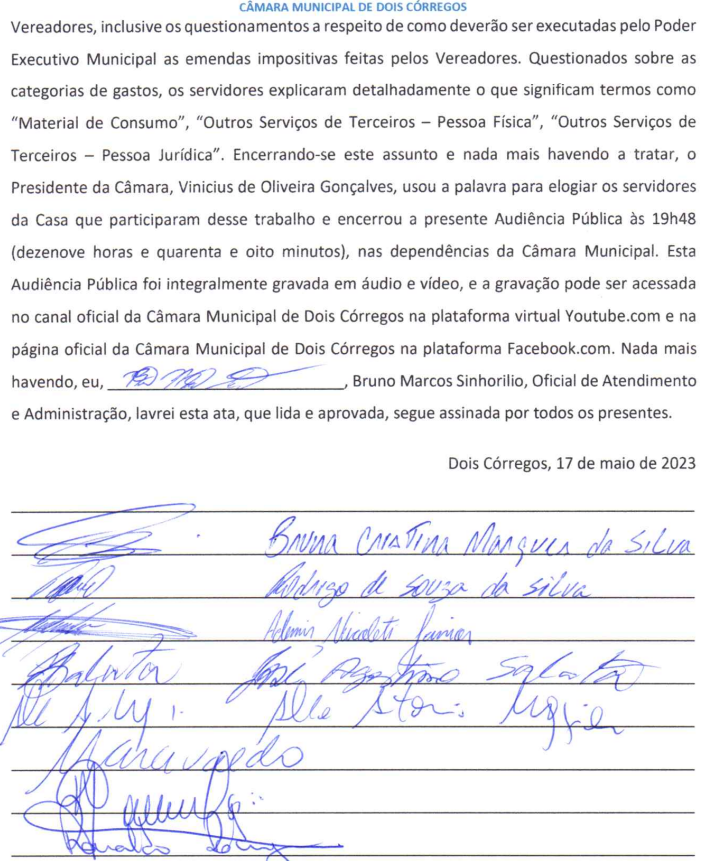 CÂMARA MUNICIPAL DE DOIS CÓRREGOS
Vereadores, inclusive os questionamentos a respeito de como deverão ser executadas pelo Poder
Executivo Municipal as emendas impositivas feitas pelos Vereadores. Questionados sobre as
categorias de gastos, os servidores explicaram detalhadamente o que significam termos como
“Material de Consumo”, “Outros Serviços de Terceiros – Pessoa Física”, “Outros Serviços de
Terceiros – Pessoa Jurídica”. Encerrando-se este assunto e nada mais havendo a tratar, o
Presidente da Câmara, Vinicius de Oliveira Gonçalves, usou a palavra para elogiar os servidores
da Casa que participaram desse trabalho e encerrou a presente Audiência Pública às 19h48
(dezenove horas e quarenta e oito minutos), nas dependências da Câmara Municipal. Esta
Audiência Pública foi integralmente gravada em áudio e vídeo, e a gravação pode ser acessada
no canal oficial da Câmara Municipal de Dois Córregos na plataforma virtual Youtube.com e na
página oficial da Câmara Municipal de Dois Córregos na plataforma Facebook.com. Nada mais
havendo, eu, , Bruno Marcos Sinhorilio, Oficial de Atendimento
e Administração, lavrei esta ata, que lida e aprovada, segue assinada por todos os presentes.
Dois Córregos, 17 de maio de 2023
Bruna Cristina Marques da Silva
Rodrigo de Souza da Silva
Ademir Nicoleti Junior
José Agostinho Salvador